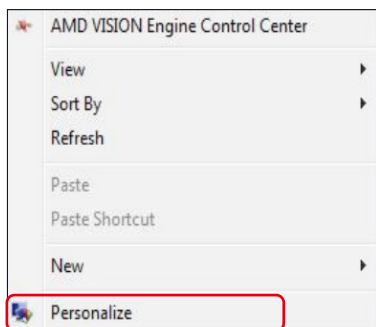 AMD VISION Engine Control Center
View
Sort By
Refresh
Paste
Paste Shortcut
New
Personalize